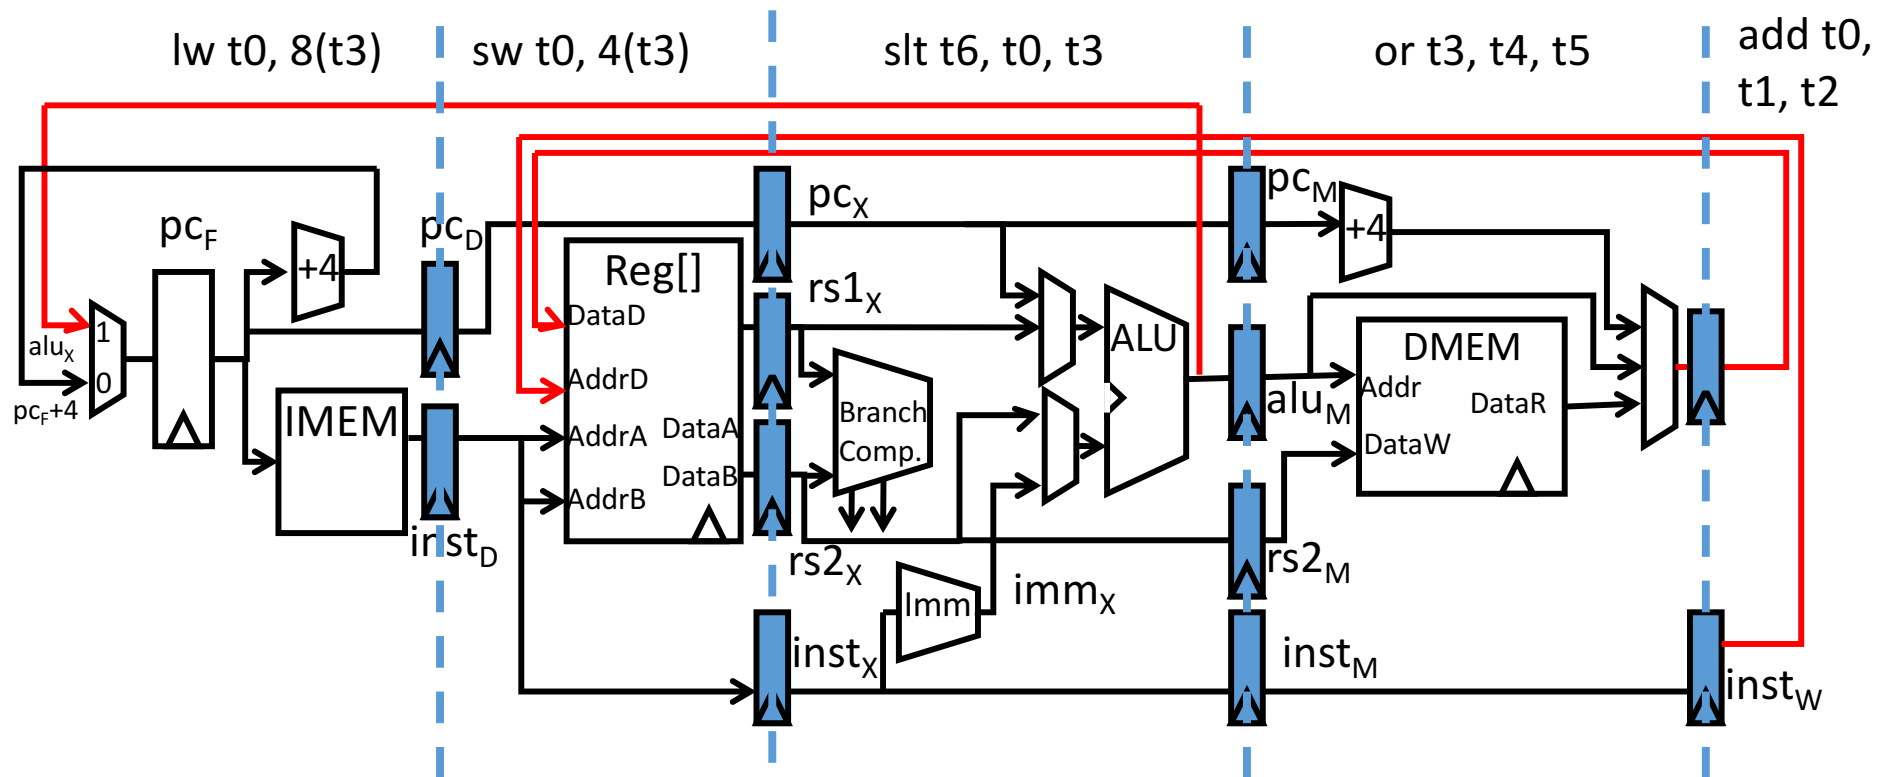 lw t0, 8(t3)
sw t0, 4(t3)
slt t6, t0, t3
or t3, t4, t5
add t0,
t1, t2
pcF
+4
pcD
pcX
pcM
+4
Reg[]
DataD
AddrD
AddrA
AddrB
DataA
DataB
rs1X
ALU
DMEM
Addr
DataR
DataW
aluX
1
0
pcF+4
IMEM
Branch
Comp.
aluM
instD
rs2X
Imm
immX
rs2M
instX
instM
instW